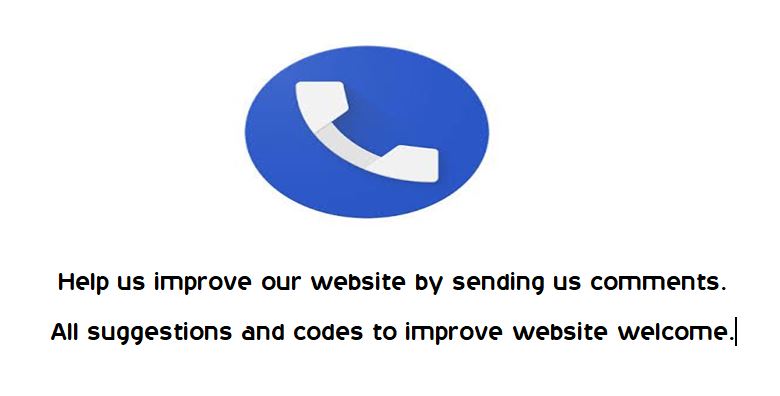 Help us improve our website by sending us comments.
All suggestions and codes to improve website welcome.